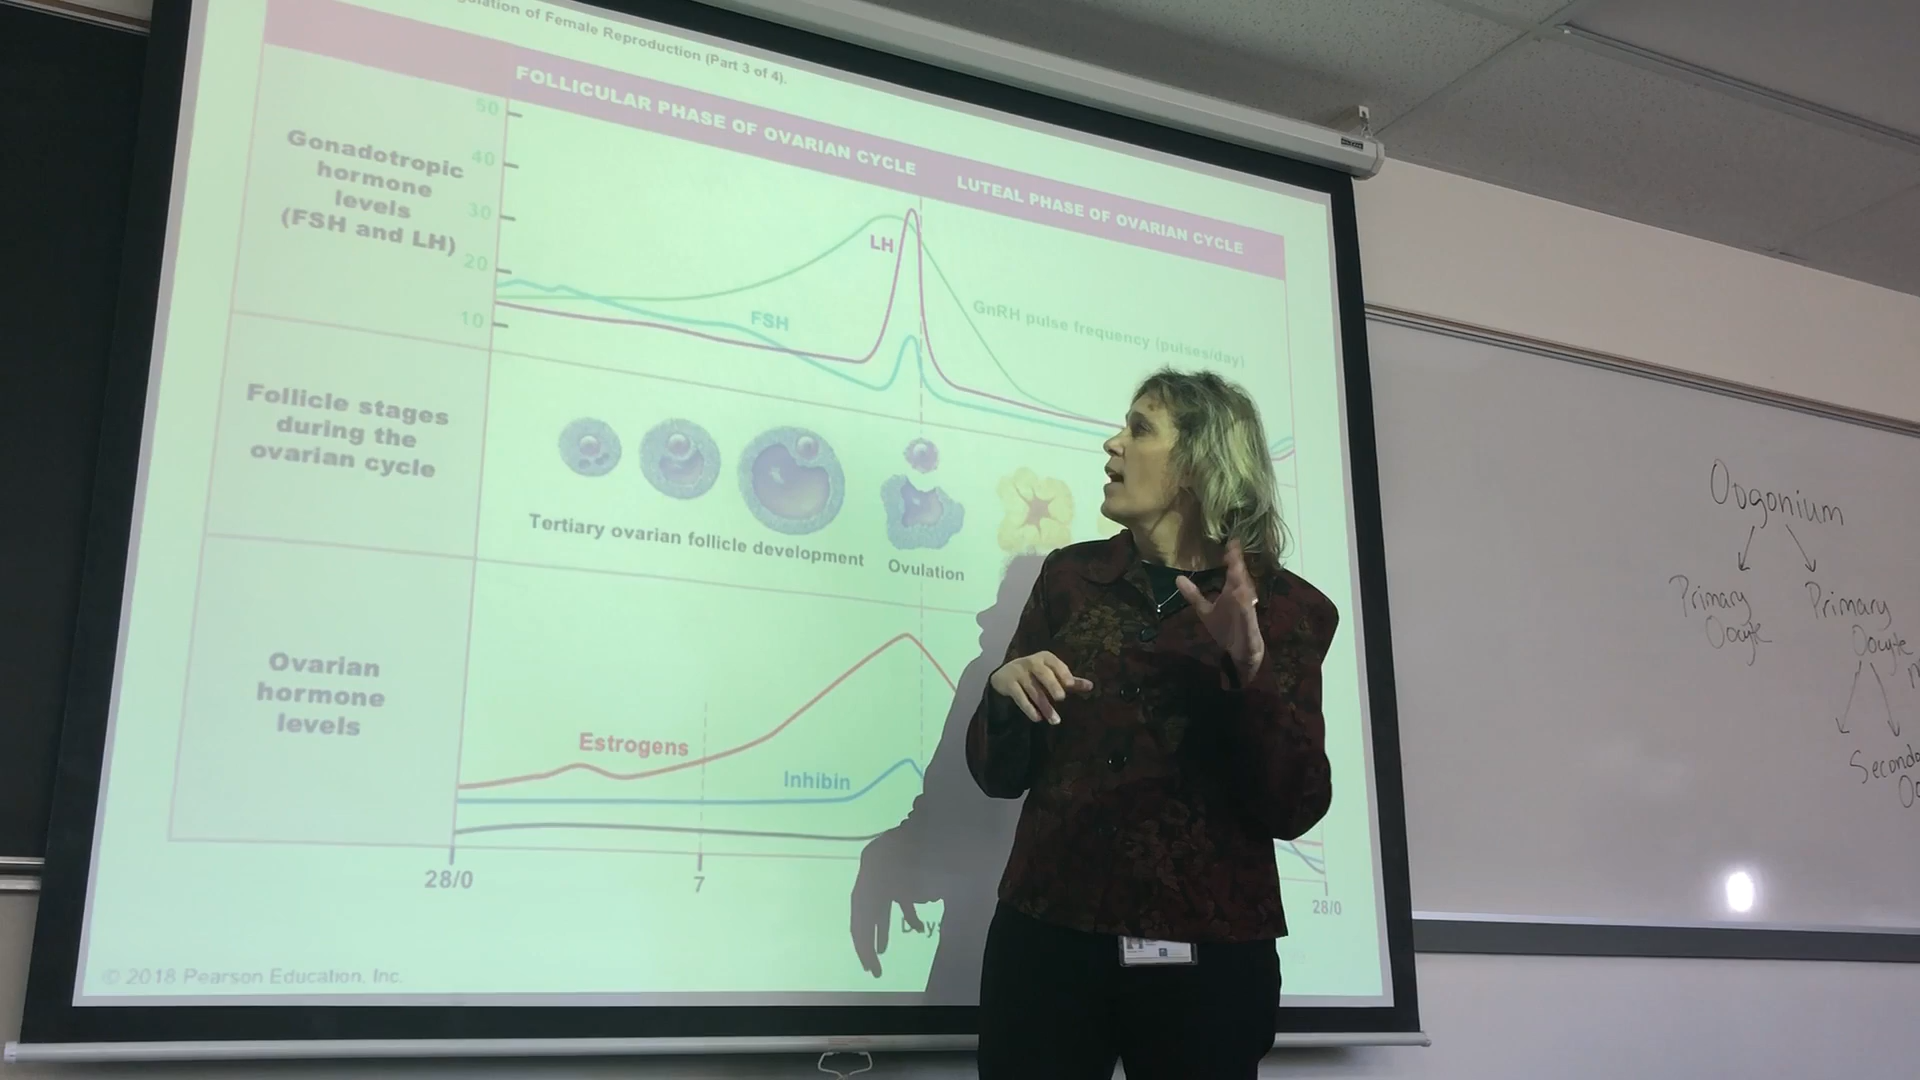 ulation of Female Reproduction (Part 3 of 4).
FOLLICULAR PHASE OF OVARIAN CYCLE
LUTEAL PHASE OF OVARIAN CYCLE
Gonadotropic
hormone
levels
(FSH and LH)
50
40
30
20
10
LH
FSH
GnRH pulse frequency (pulses/day)
Follicle stages
during the
ovarian cycle
Tertiary ovarian follicle development
Ovulation
Ovarian
hormone
levels
Estrogens
Inhibin
28/0
7
28/0
Days
© 2018 Pearson Education, Inc.
Oogonium
Primary
Oocyte
Primary
Oocyte